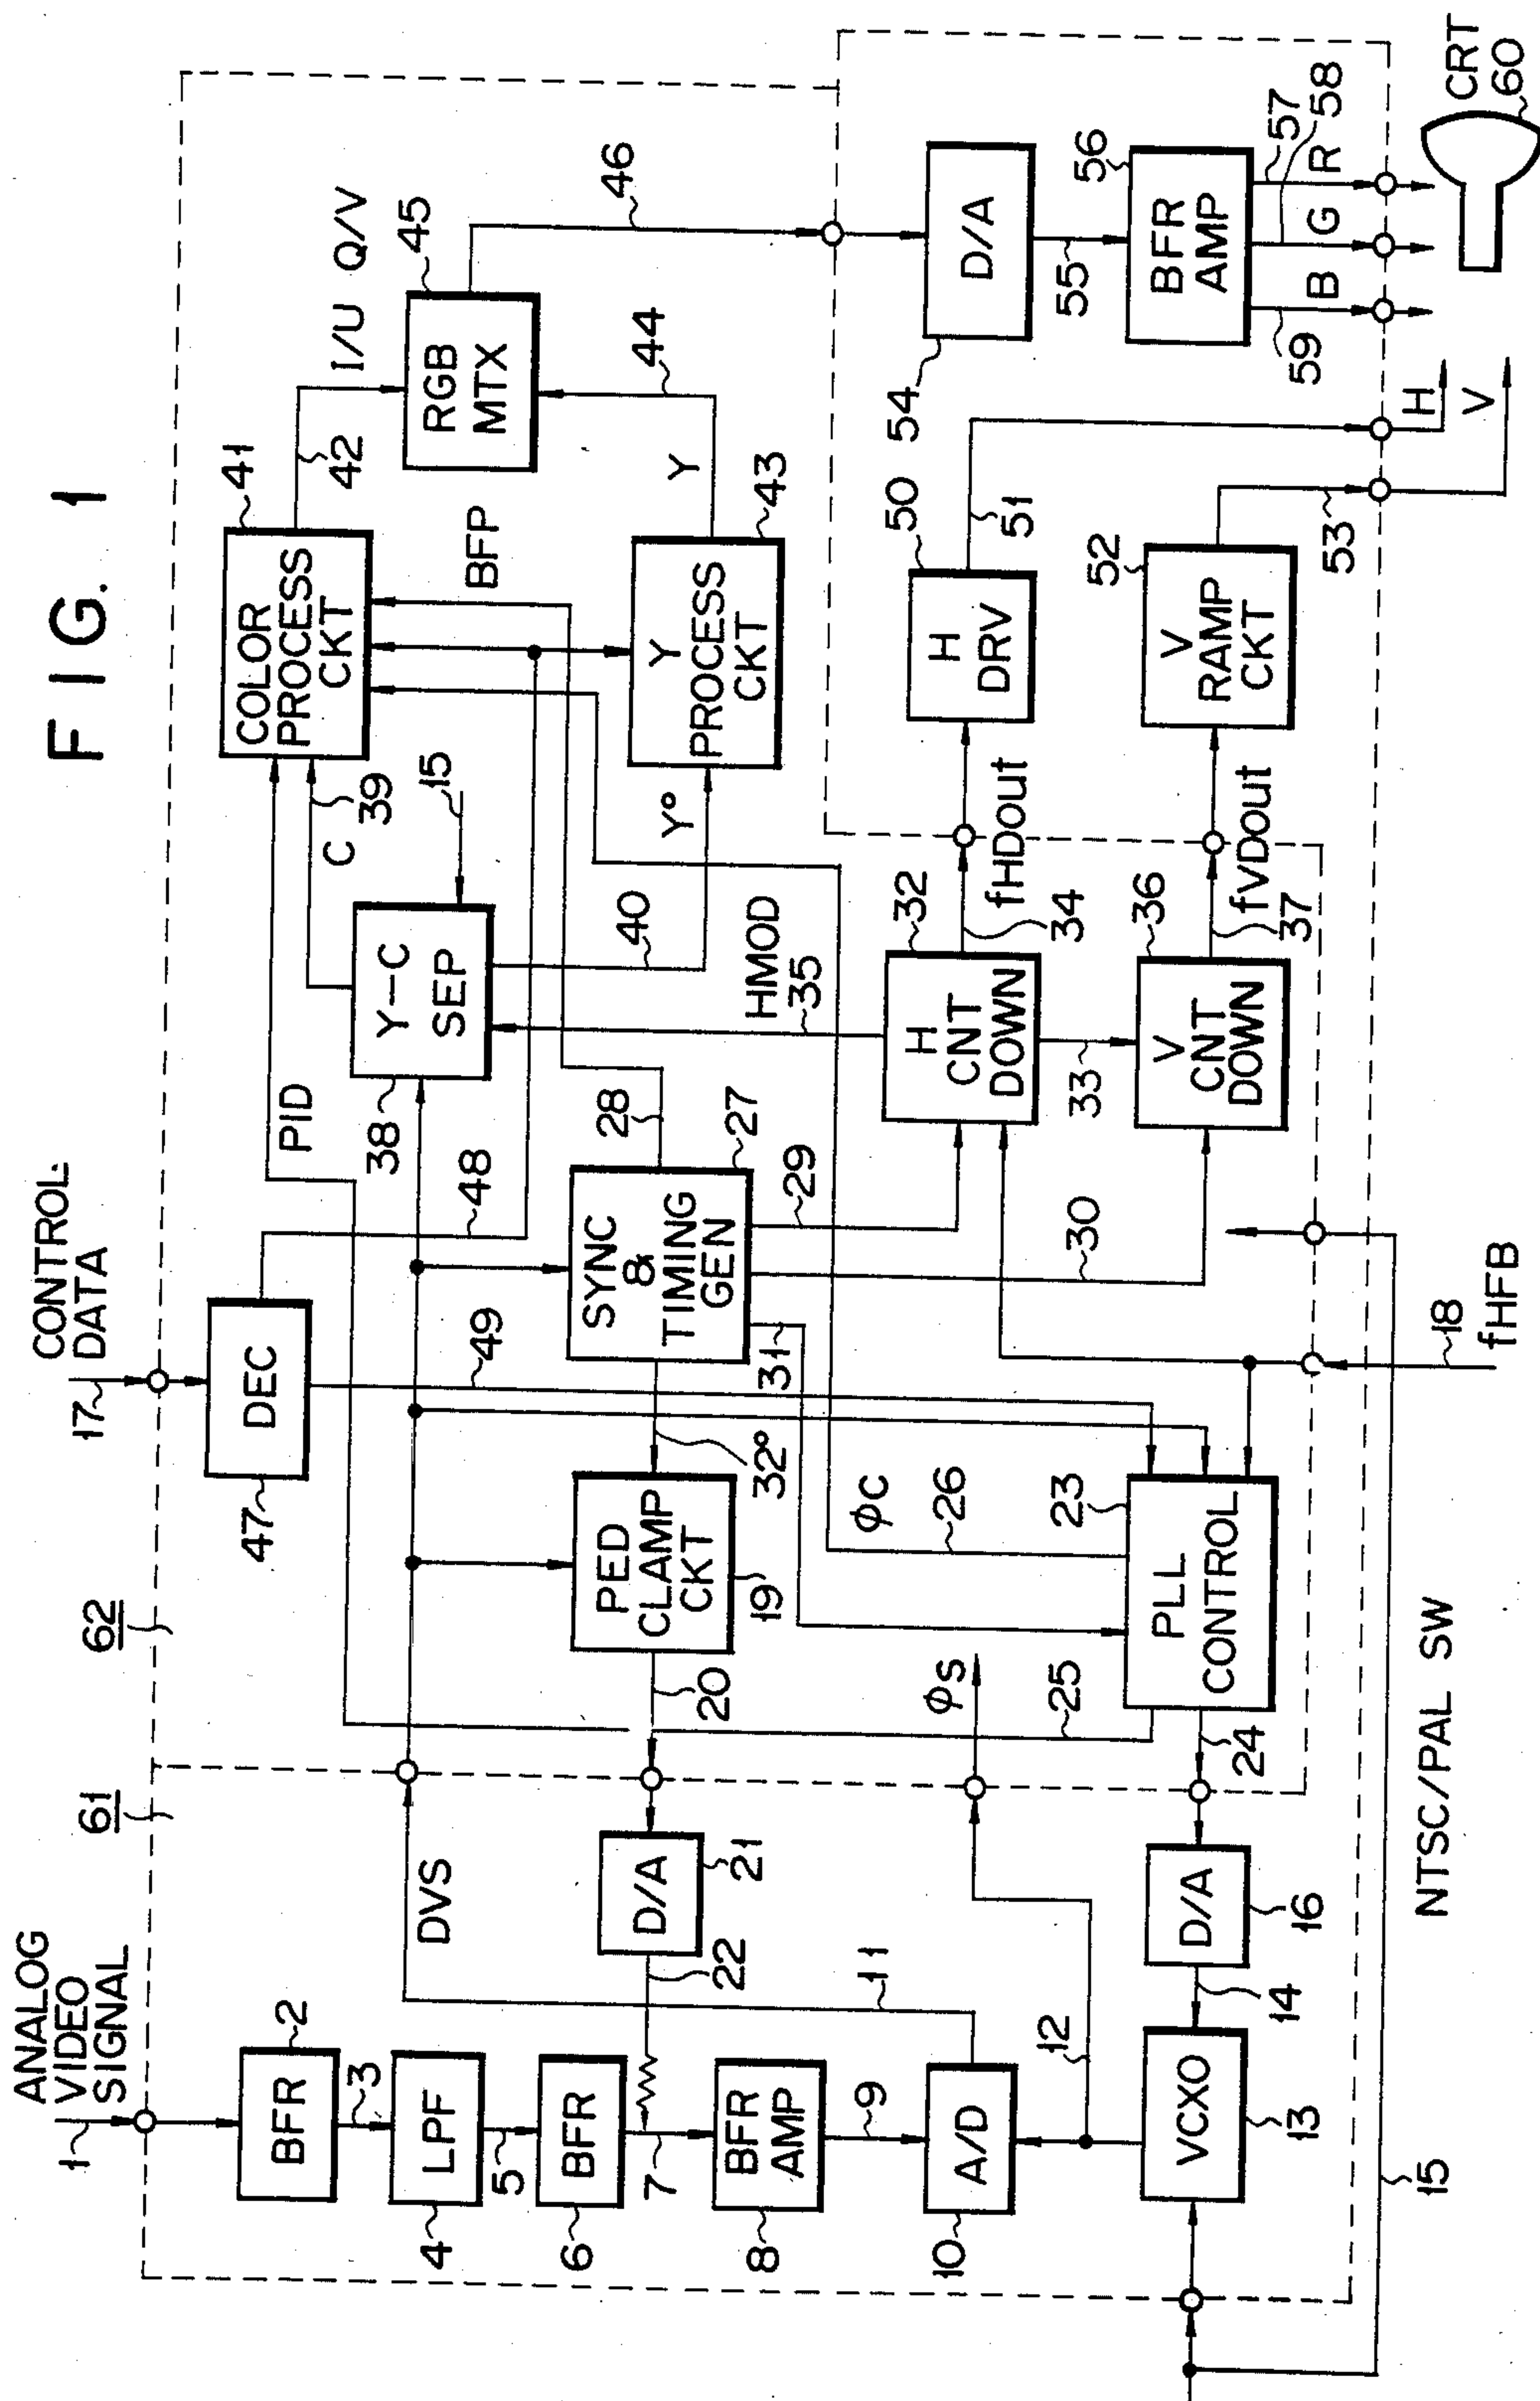 FIG. 1
ANALOG
VIDEO
SIGNAL
1
BFR
2
3
LPF
4
5
BFR
6
7
BFR
AMP
8
9
A/D
10
11
12
VCXO
13
14
D/A
16
15
NTSC/PAL SW
DVS
D/A
21
22
61
62
CONTROL
DATA
17
DEC
47
48
49
PID
PED
CLAMP
CKT
19
20
32°
SYNC
&
TIMING
GEN
27
28
29
30
31
φS
φC
26
25
24
PLL
CONTROL
23
18
fHFB
Y-C
SEP
38
15
C
39
40
Y°
HMOD
35
H
CNT
DOWN
32
33
34
fHDout
V
CNT
DOWN
36
37
fVDout
COLOR
PROCESS
CKT
41
42
I/U Q/V
BFP
Y
PROCESS
CKT
43
Y
44
RGB
MTX
45
46
H
DRV
50
51
V
RAMP
CKT
52
53
H
V
D/A
54
55
BFR
AMP
56
57
58
59
R
G
B
CRT
60